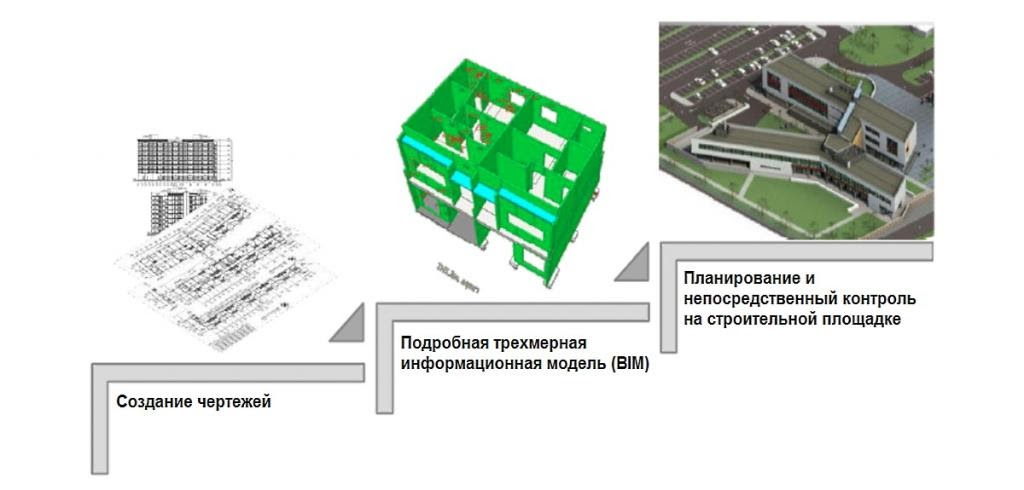 Создание чертежей
Подробная трехмерная
информационная модель (BIM)
Планирование и
непосредственный контроль
на строительной площадке